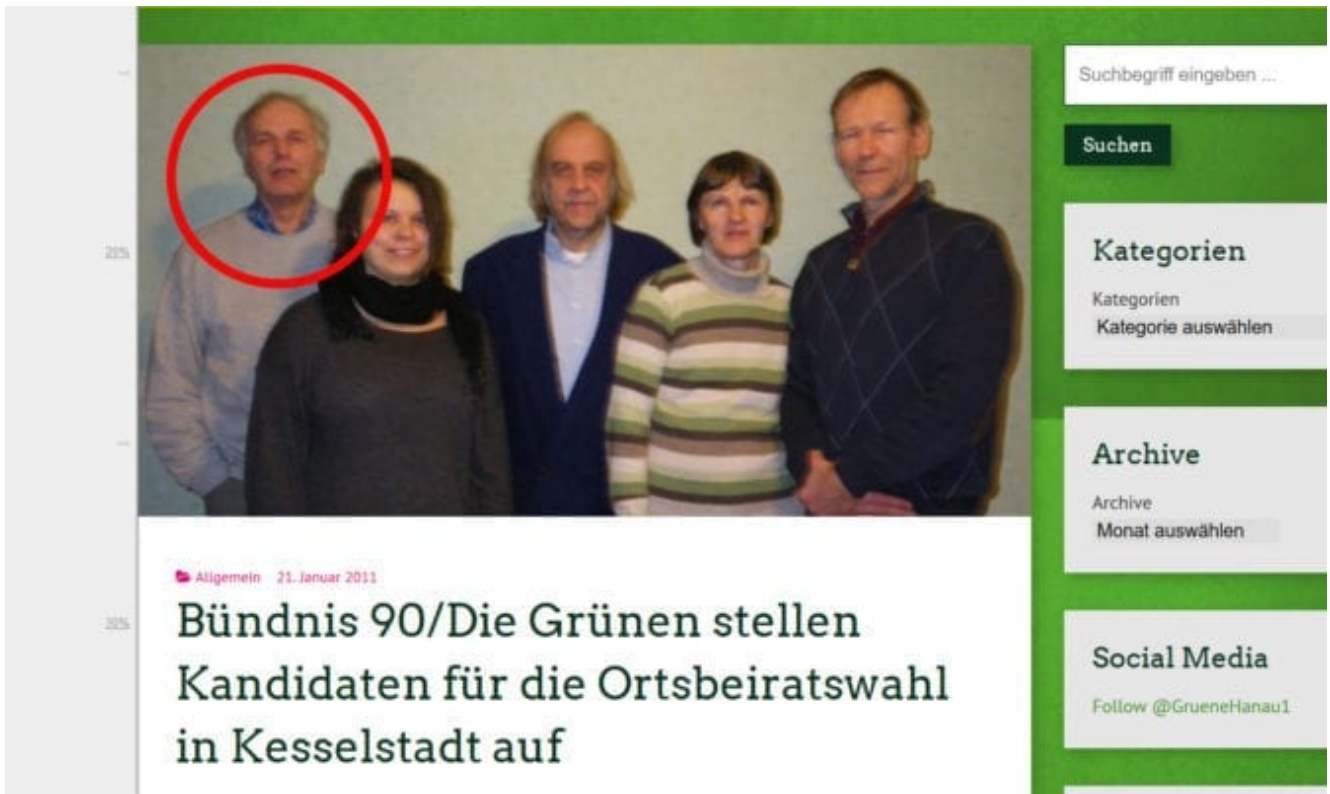 Suchbegriff eingeben ...
Suchen
Kategorien
Kategorien
Kategorie auswählen
Archive
Archive
Monat auswählen
Social Media
Follow @GrueneHanau1
Allgemein 21. Januar 2011
Bündnis 90/Die Grünen stellen
Kandidaten für die Ortsbeiratswahl
in Kesselstadt auf